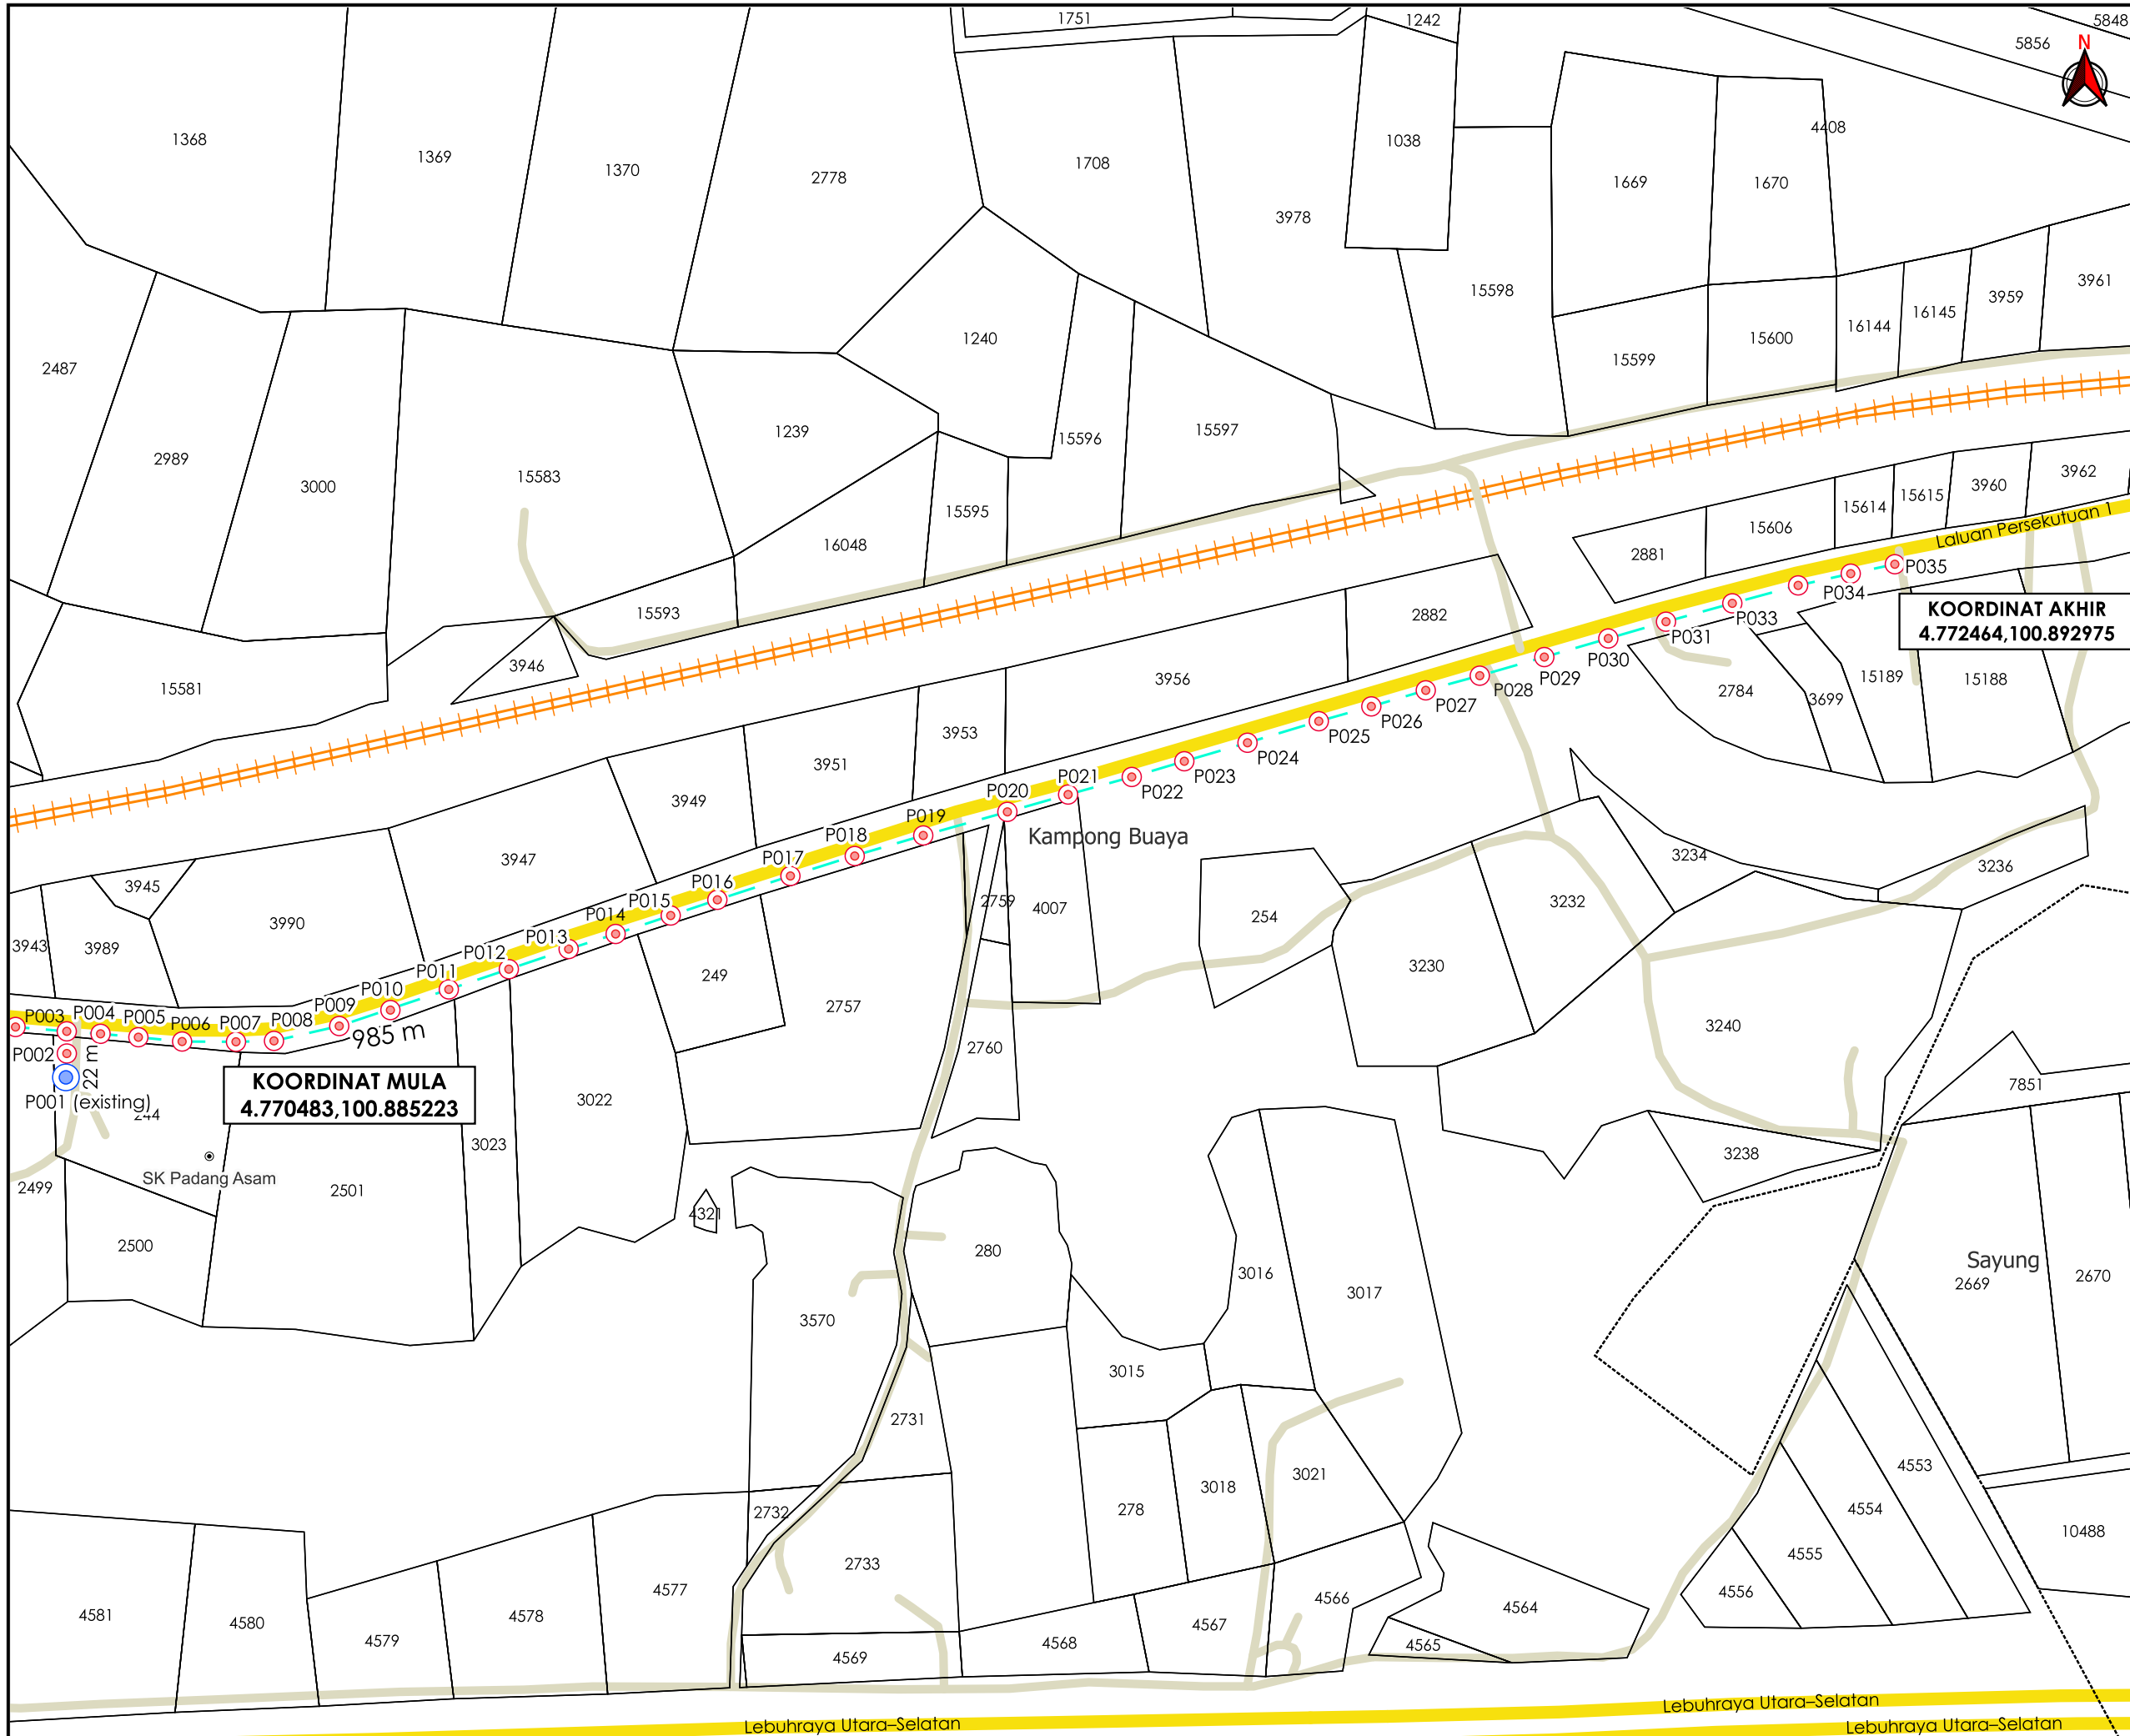 1751
1242
5848
5856
N
1368
1369
1370
2778
1708
3978
1038
1669
1670
4408
15598
3961
3959
16145
16144
15600
15599
1240
2487
2989
3000
15583
1239
15596
15597
16048
15595
15593
3946
15581
3962
3960
15615
15614
15606
2881
Laluan Persekutuan 1
2882
3956
3953
3951
3949
3947
3945
3990
3989
3943
P035
P034
P033
P031
P030
P029
P028
P027
P026
P025
P024
P023
P022
P021
P020
P019
P018
P017
P016
P015
P014
P013
P012
P011
P010
P009
P008
P007
P006
P005
P004
P003
P002
P001 (existing)
22 m
985 m
KOORDINAT AKHIR
4.772464,100.892975
KOORDINAT MULA
4.770483,100.885223
2784
3699
15189
15188
Kampong Buaya
2759
4007
254
3234
3236
3232
3230
3240
3238
7851
249
2757
2760
3022
3023
244
SK Padang Asam
2499
2500
2501
4321
280
3570
3016
3017
3015
Sayung
2669
2670
2731
2732
2733
278
3018
3021
4553
4554
4555
4556
10488
4581
4580
4579
4578
4577
4569
4568
4567
4566
4564
4565
Lebuhraya Utara–Selatan
Lebuhraya Utara–Selatan
Lebuhraya Utara–Selatan